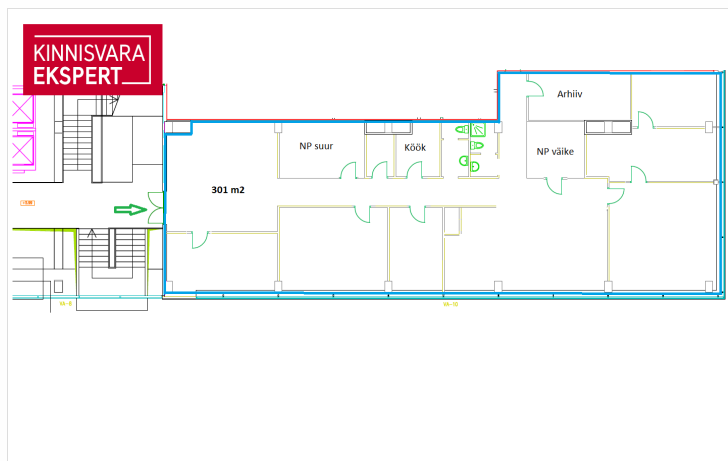 KINNISVARA
EKSPERT
Arhiiv
NP suur
Köök
NP väike
301 m2